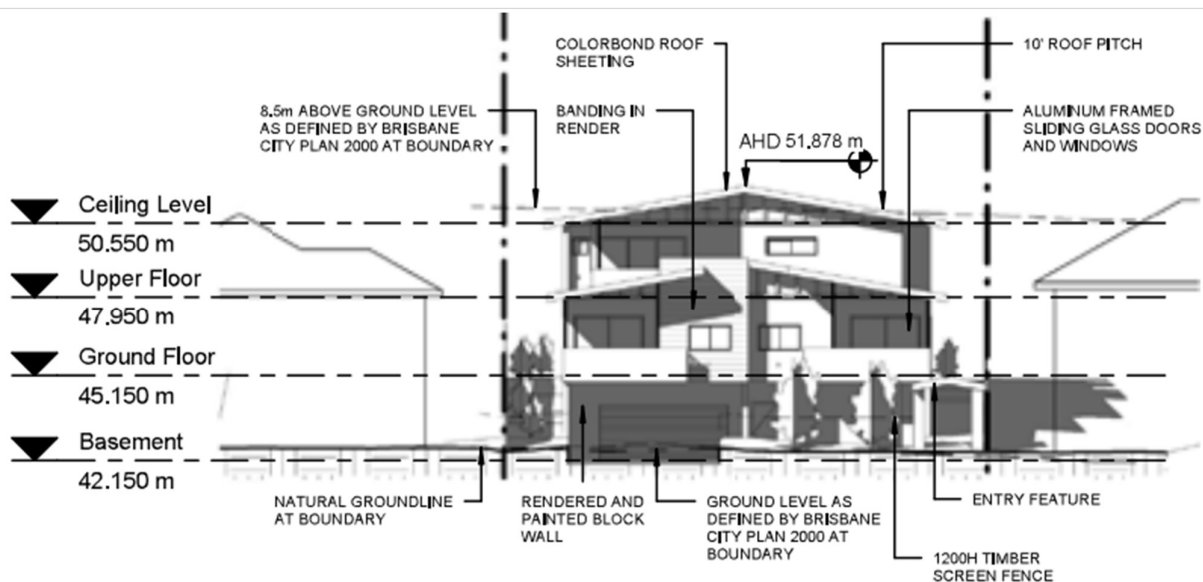 COLORBOND ROOF
SHEETING
10' ROOF PITCH
8.5m ABOVE GROUND LEVEL
AS DEFINED BY BRISBANE
CITY PLAN 2000 AT BOUNDARY
BANDING IN
RENDER
ALUMINUM FRAMED
SLIDING GLASS DOORS
AND WINDOWS
AHD 51.878 m
Ceiling Level
50.550 m
Upper Floor
47.950 m
Ground Floor
45.150 m
Basement
42.150 m
NATURAL GROUNDLINE
AT BOUNDARY
RENDERED AND
PAINTED BLOCK
WALL
GROUND LEVEL AS
DEFINED BY BRISBANE
CITY PLAN 2000 AT
BOUNDARY
ENTRY FEATURE
1200H TIMBER
SCREEN FENCE